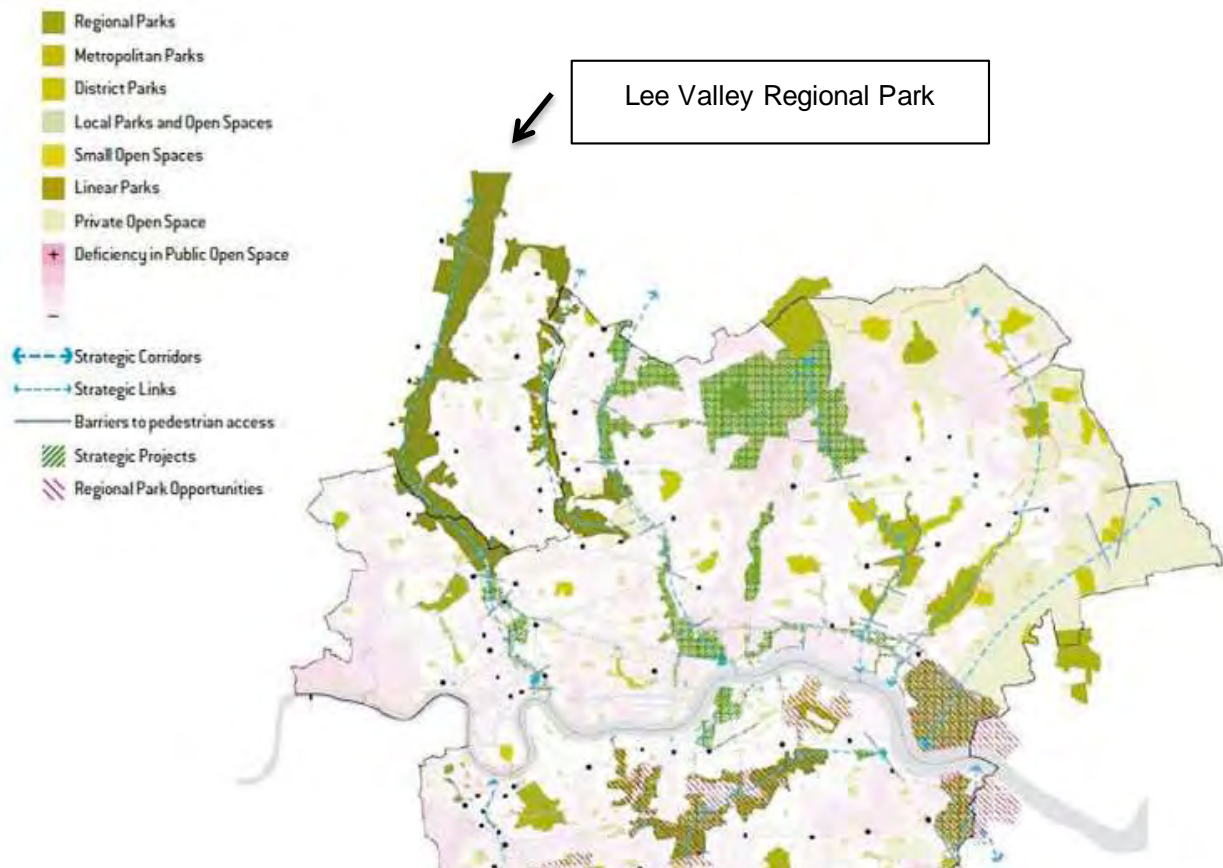 Regional Parks
Metropolitan Parks
District Parks
Local Parks and Open Spaces
Small Open Spaces
Linear Parks
Private Open Space
+ Deficiency in Public Open Space
–
Strategic Corridors
Strategic Links
Barriers to pedestrian access
Strategic Projects
Regional Park Opportunities
Lee Valley Regional Park